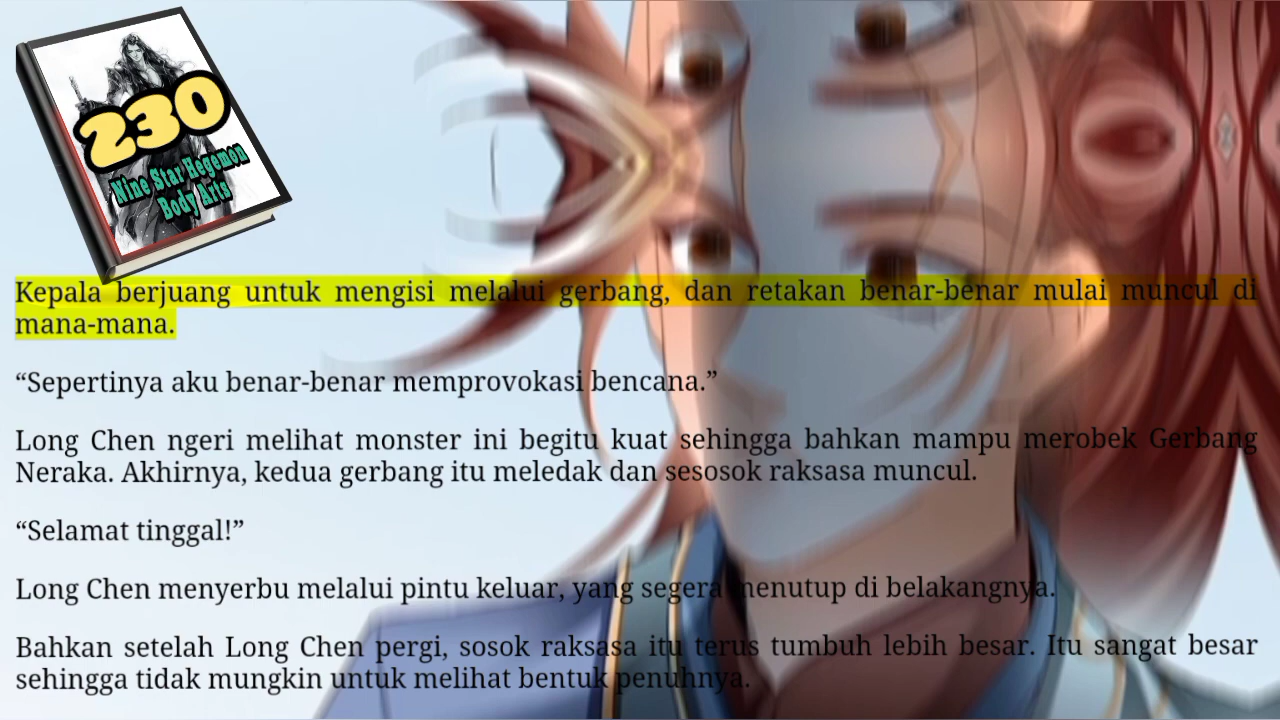 230
Nine Star Hegemon
Body Arts
Kepala berjuang untuk mengisi melalui gerbang, dan retakan benar-benar mulai muncul di
mana-mana.
“Sepertinya aku benar-benar memprovokasi bencana.”
Long Chen ngeri melihat monster ini begitu kuat sehingga bahkan mampu merobek Gerbang
Neraka. Akhirnya, kedua gerbang itu meledak dan sesosok raksasa muncul.
“Selamat tinggal!”
Long Chen menyerbu melalui pintu keluar, yang segera menutup di belakangnya.
Bahkan setelah Long Chen pergi, sosok raksasa itu terus tumbuh lebih besar. Itu sangat besar
sehingga tidak mungkin untuk melihat bentuk penuhnya.